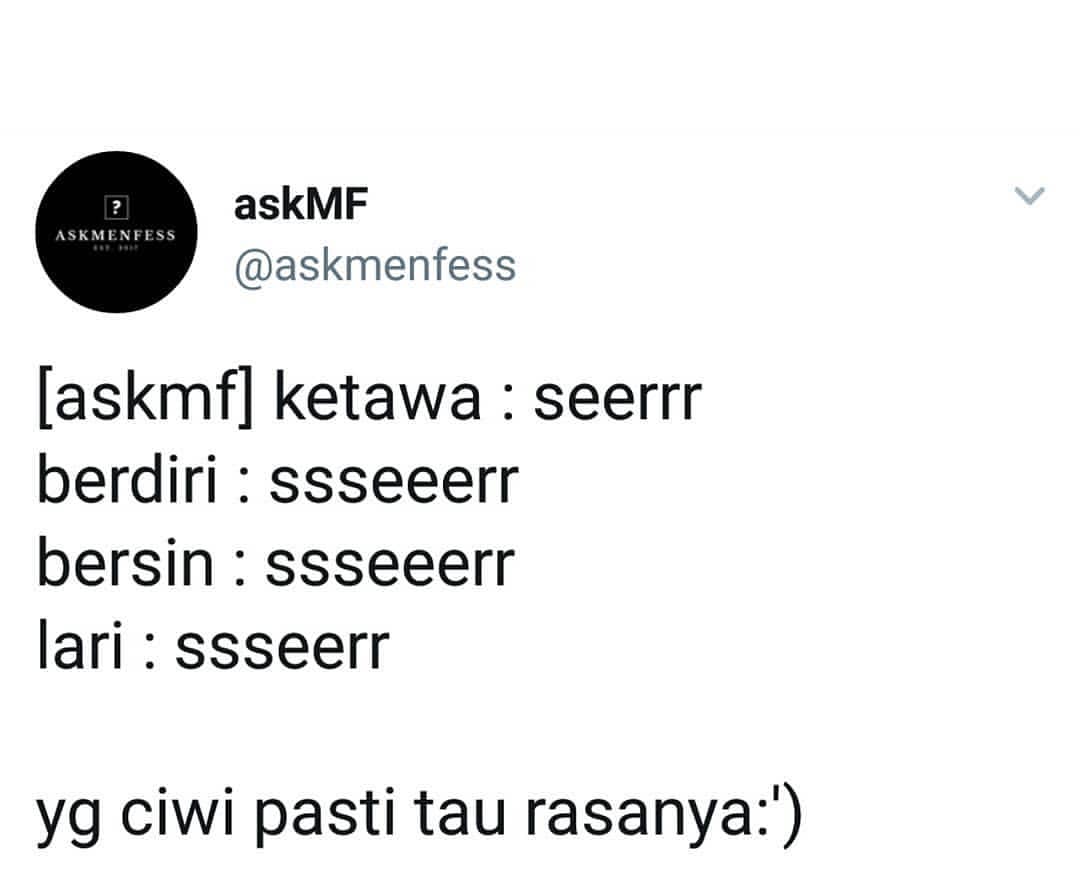 ?
ASKMENFESS
EST. 2017
askMF
@askmenfess
[askmf] ketawa : seerrr
berdiri : ssseeerr
bersin : ssseeerr
lari : ssseerr
yg ciwi pasti tau rasanya:')